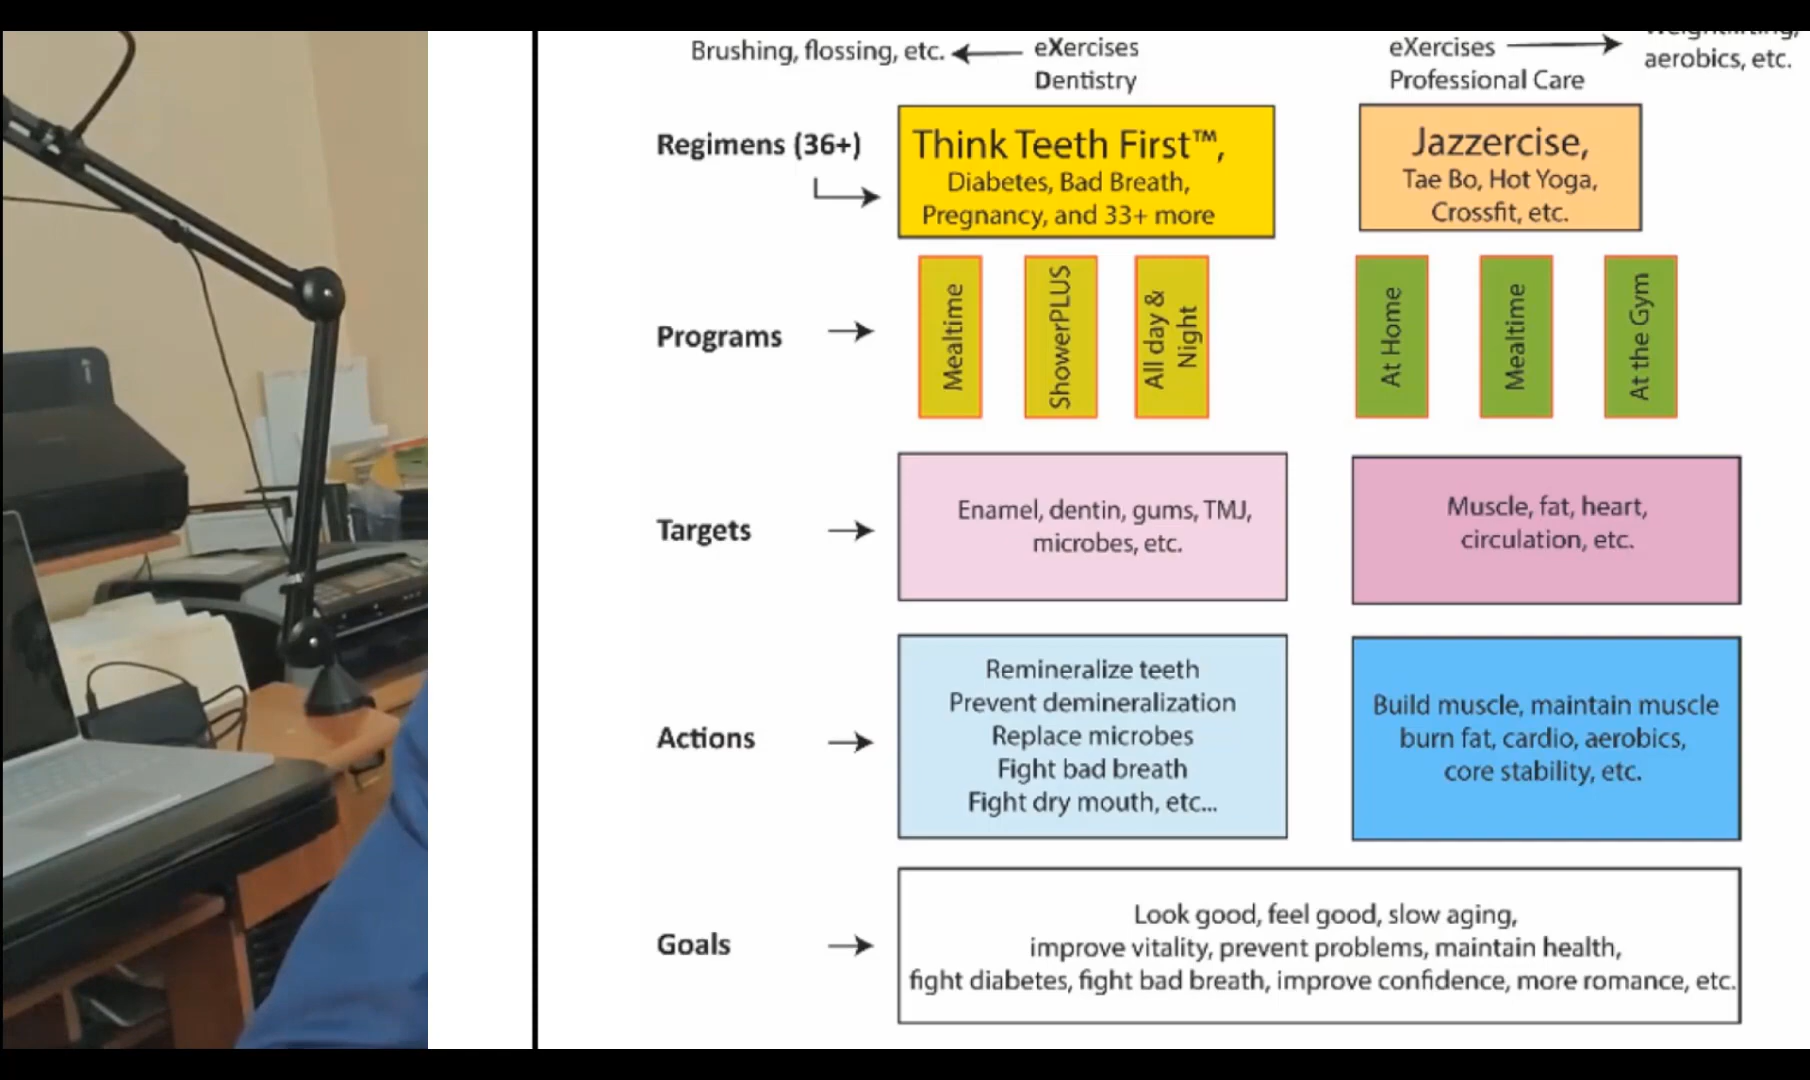 Brushing, flossing, etc.
eXercises
Dentistry
eXercises
Professional Care
aerobics, etc.
Regimens (36+)
Think Teeth First™,
Diabetes, Bad Breath,
Pregnancy, and 33+ more
Jazzercise,
Tae Bo, Hot Yoga,
Crossfit, etc.
Programs
Mealtime
ShowerPLUS
All day &
Night
At Home
Mealtime
At the Gym
Targets
Enamel, dentin, gums, TMJ,
microbes, etc.
Muscle, fat, heart,
circulation, etc.
Actions
Remineralize teeth
Prevent demineralization
Replace microbes
Fight bad breath
Fight dry mouth, etc...
Build muscle, maintain muscle
burn fat, cardio, aerobics,
core stability, etc.
Goals
Look good, feel good, slow aging,
improve vitality, prevent problems, maintain health,
fight diabetes, fight bad breath, improve confidence, more romance, etc.